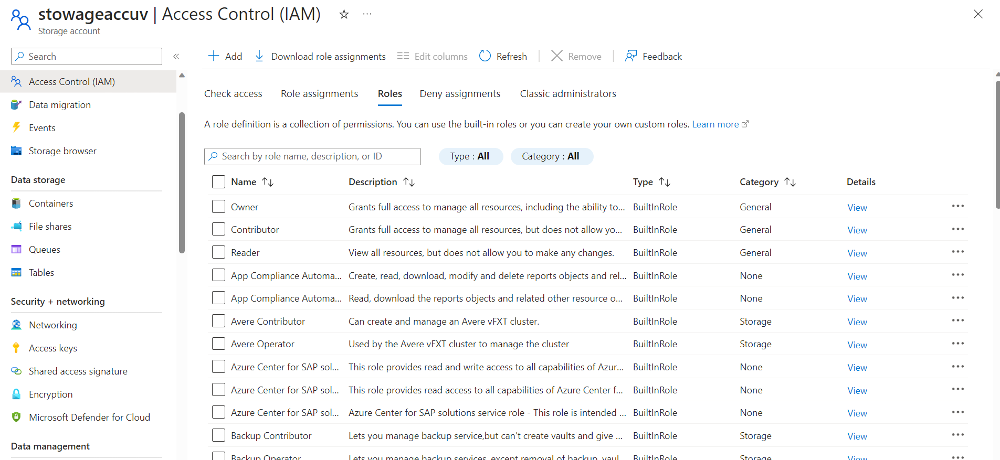 stowageaccuv | Access Control (IAM)
Storage account
Search
Access Control (IAM)
Data migration
Events
Storage browser
Data storage
Containers
File shares
Queues
Tables
Security + networking
Networking
Access keys
Shared access signature
Encryption
Microsoft Defender for Cloud
Data management
Add Download role assignments Edit columns Refresh Remove Feedback
Check access Role assignments Roles Deny assignments Classic administrators
A role definition is a collection of permissions. You can use the built-in roles or you can create your own custom roles. Learn more
Search by role name, description, or ID Type : All Category : All
Name Description Type Category Details
Owner Grants full access to manage all resources, including the ability to... BuiltInRole General View
Contributor Grants full access to manage all resources, but does not allow yo... BuiltInRole General View
Reader View all resources, but does not allow you to make any changes. BuiltInRole General View
App Compliance Automa... Create, read, download, modify and delete reports objects and rel... BuiltInRole None View
App Compliance Automa... Read, download the reports objects and related other resource o... BuiltInRole None View
Avere Contributor Can create and manage an Avere vFXT cluster. BuiltInRole Storage View
Avere Operator Used by the Avere vFXT cluster to manage the cluster BuiltInRole Storage View
Azure Center for SAP sol... This role provides read and write access to all capabilities of Azur... BuiltInRole None View
Azure Center for SAP sol... This role provides read access to all capabilities of Azure Center f... BuiltInRole None View
Azure Center for SAP sol... Azure Center for SAP solutions service role - This role is intended ... BuiltInRole None View
Backup Contributor Lets you manage backup service,but can't create vaults and give ... BuiltInRole Storage View
Backup Operator Lets you manage backup services, except removal of backup, vaul... BuiltInRole Storage View